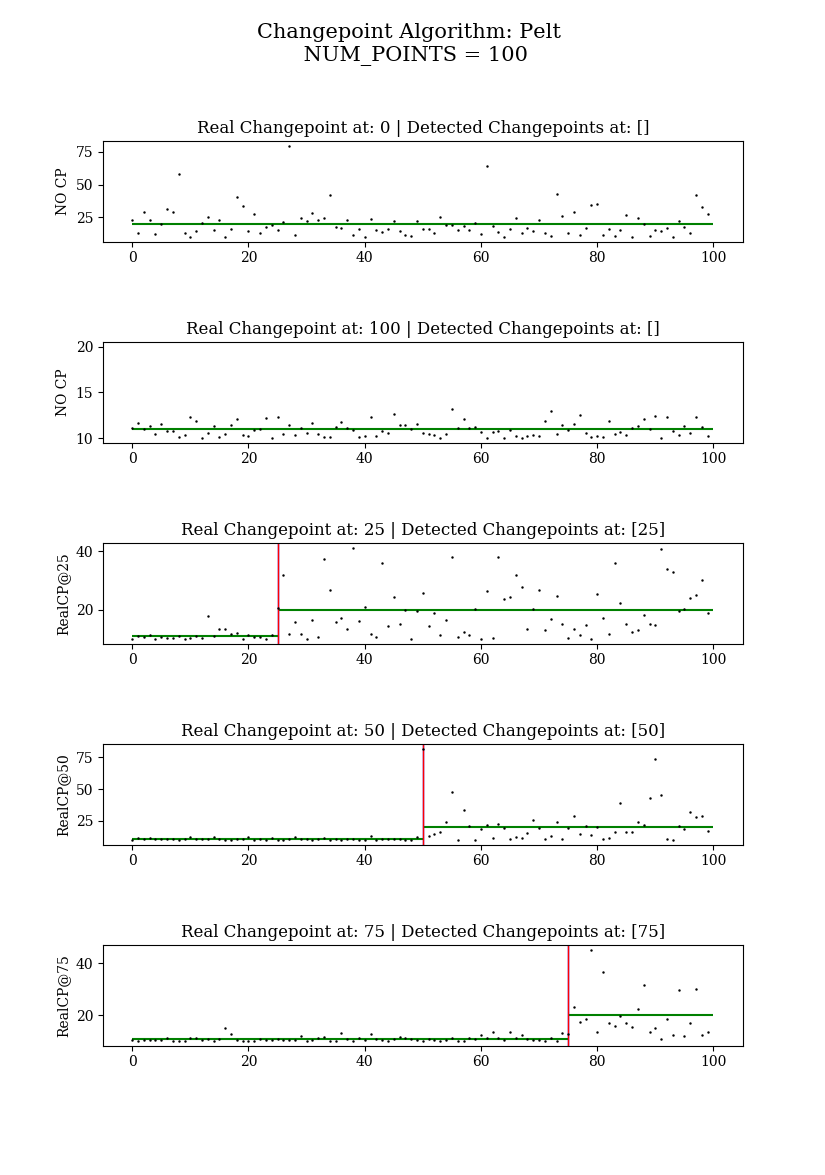 Changepoint Algorithm: Pelt
NUM_POINTS = 100
Real Changepoint at: 0 | Detected Changepoints at: []
NO CP
75
50
25
0 20 40 60 80 100
Real Changepoint at: 100 | Detected Changepoints at: []
NO CP
20
15
10
0 20 40 60 80 100
Real Changepoint at: 25 | Detected Changepoints at: [25]
RealCP@25
40
20
0 20 40 60 80 100
Real Changepoint at: 50 | Detected Changepoints at: [50]
RealCP@50
75
50
25
0 20 40 60 80 100
Real Changepoint at: 75 | Detected Changepoints at: [75]
RealCP@75
40
20
0 20 40 60 80 100